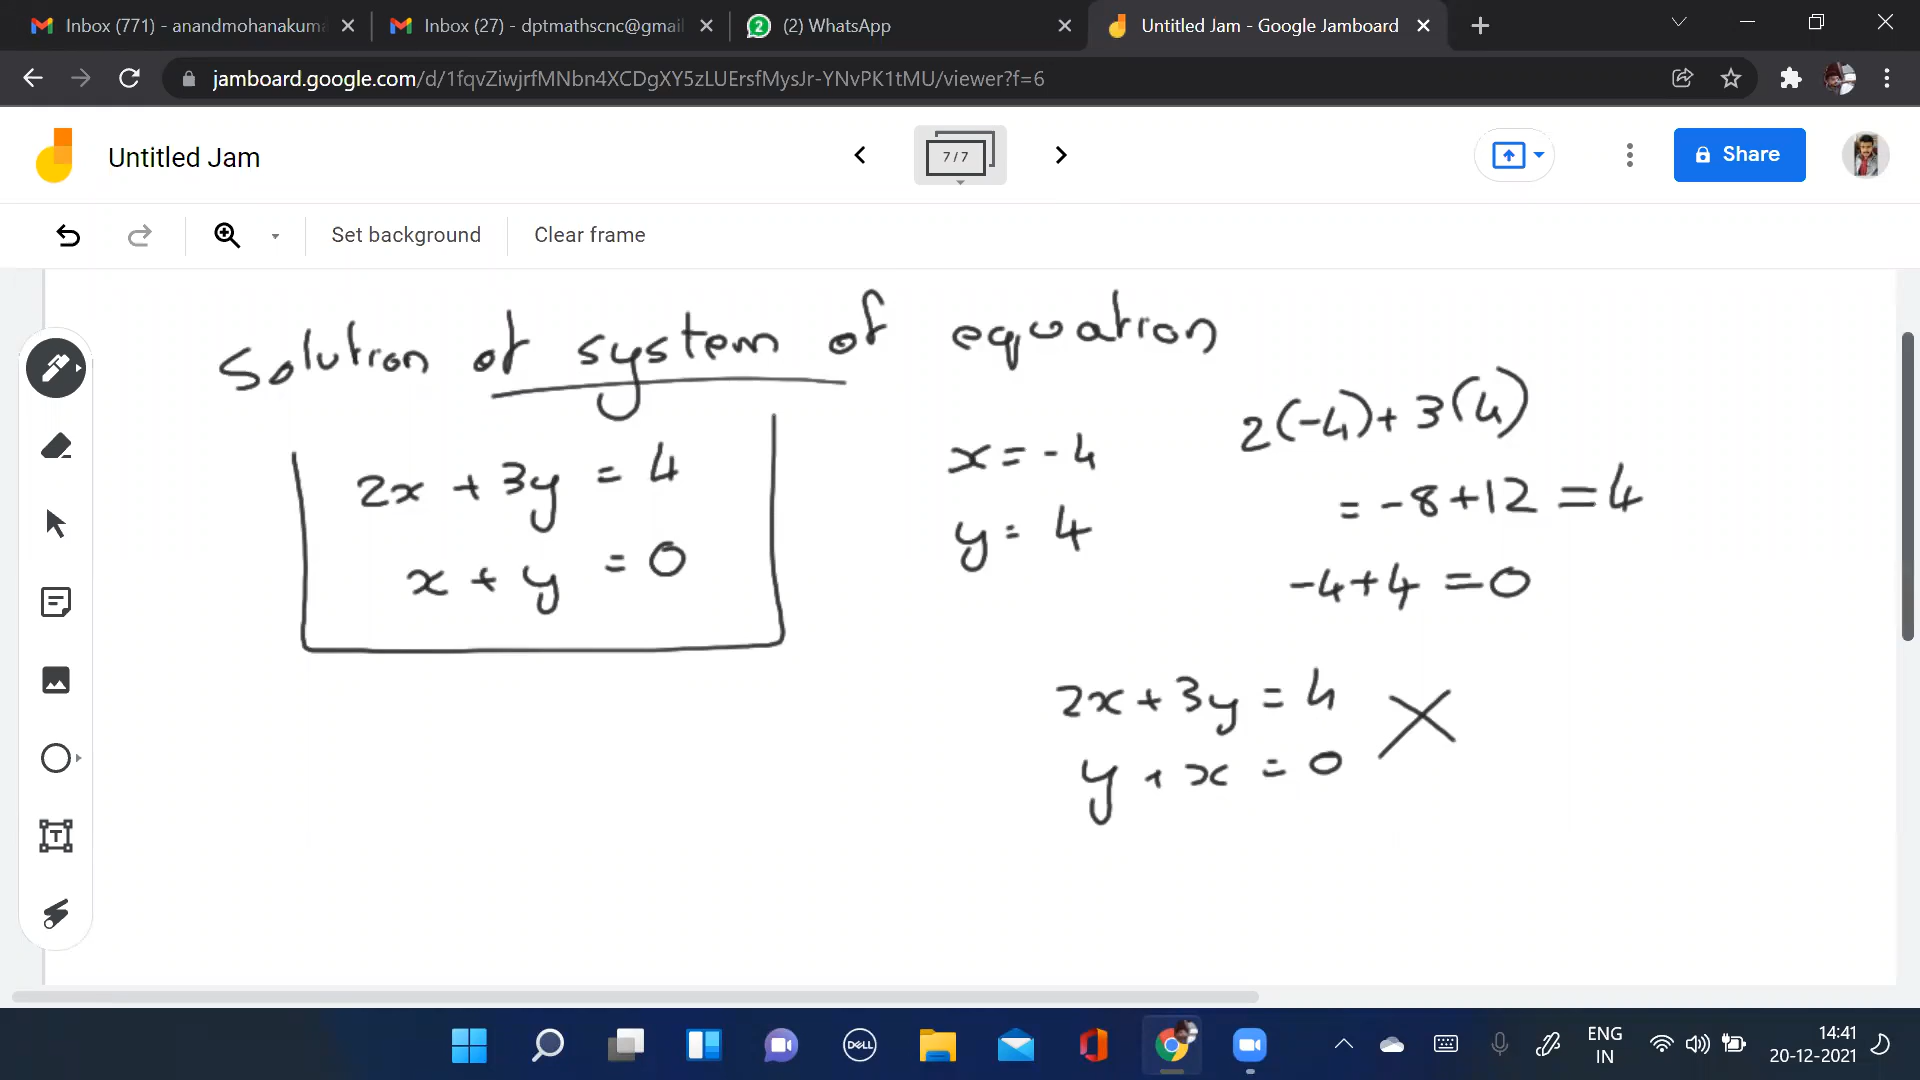 Inbox (771) - anandmohanakuma
Inbox (27) - dptmathscnc@gmail
2
(2) WhatsApp
Untitled Jam - Google Jamboard
jamboard.google.com/d/1fqvZiwjrfMNbn4XCDgXY5zLUErsfMysJr-YNvPK1tMU/viewer?f=6
Untitled Jam
7 / 7
Share
Set background
Clear frame
Solution of system of equation
2x + 3y = 4
x + y = 0
x = -4
y = 4
2(-4) + 3(4)
= -8+12 = 4
-4+4 = 0
2x + 3y = 4
y + x = 0
T
DELL
ENG
IN
14:41
20-12-2021